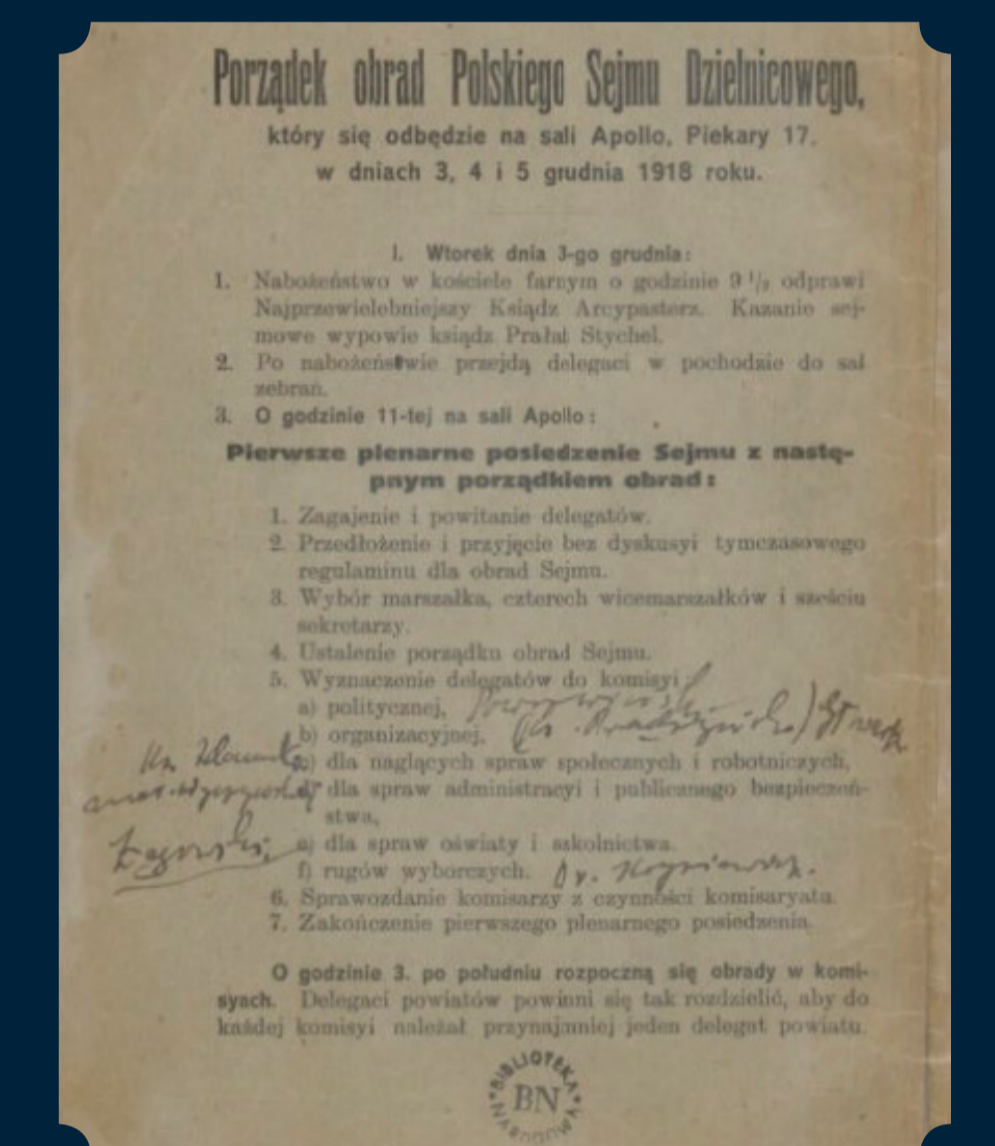 Porządek obrad Polskiego Sejmu Dzielnicowego,
który się odbędzie na sali Apollo, Piekary 17.
w dniach 3, 4 i 5 grudnia 1918 roku.
I. Wtorek dnia 3-go grudnia:
1. Nabożeństwo w kościele farnym o godzinie 9 1/2 odprawi
Najprzewielebniejszy Ksiądz Arcypasterz. Kazanie sej-
mowe wypowie ksiądz Prałat Stychel.
2. Po nabożeństwie przejdą delegaci w pochodzie do sal
zebrań.
3. O godzinie 11-tej na sali Apollo:
Pierwsze plenarne posiedzenie Sejmu z nastę-
pnym porządkiem obrad:
1. Zagajenie i powitanie delegatów.
2. Przedłożenie i przyjęcie bez dyskusyi tymczasowego
regulaminu dla obrad Sejmu.
3. Wybór marszałka, czterech wicemarszałków i sześciu
sekretarzy.
4. Ustalenie porządku obrad Sejmu.
5. Wyznaczenie delegatów do komisyi
a) politycznej,
b) organizacyjnej,
c) dla naglących spraw społecznych i robotniczych,
d) dla spraw administracyi i publicznego bezpieczeń-
stwa,
e) dla spraw oświaty i szkolnictwa.
f) rugów wyborczych. Dr.
6. Sprawozdanie komisarzy z czynności komisaryatu.
7. Zakończenie pierwszego plenarnego posiedzenia.
O godzinie 3. po południu rozpoczną się obrady w komi-
syach. Delegaci powiatów powinni się tak rozdzielić, aby do
każdej komisyi należał przynajmniej jeden delegat powiatu.
BIBLIOTEKA
BN
NARODOWA